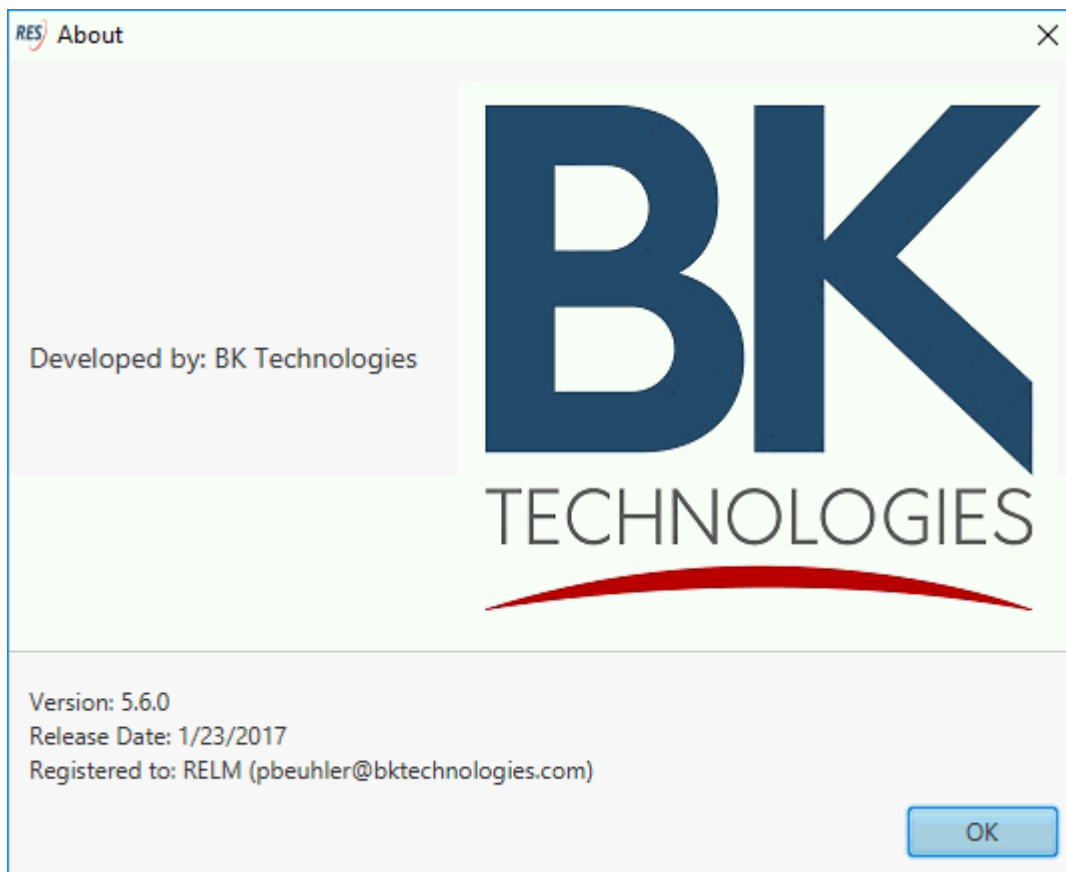 RES About
Developed by: BK Technologies
BK
TECHNOLOGIES
Version: 5.6.0
Release Date: 1/23/2017
Registered to: RELM (pbeuhler@bktechnologies.com)
OK